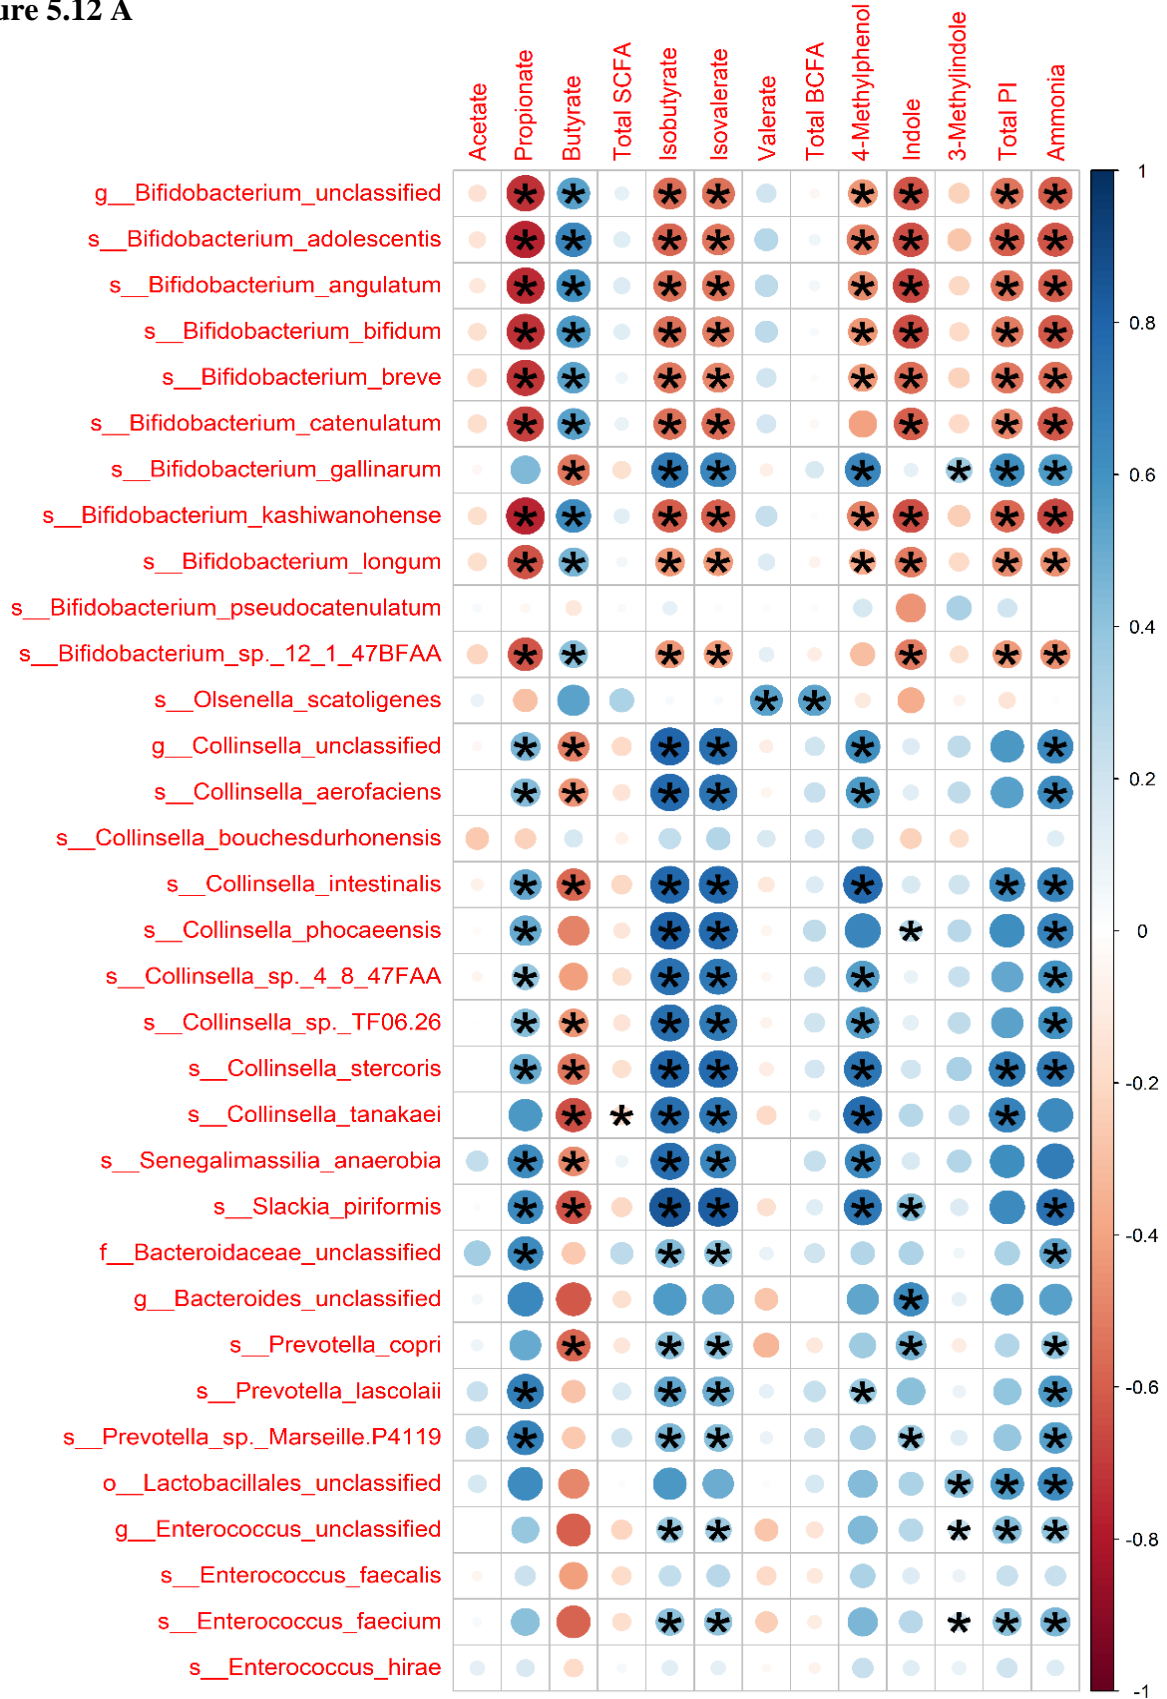 ure 5.12 A
Acetate
Propionate
Butyrate
Total SCFA
Isobutyrate
Isovalerate
Valerate
Total BCFA
4-Methylphenol
Indole
3-Methylindole
Total PI
Ammonia
g__Bifidobacterium_unclassified
s__Bifidobacterium_adolescentis
s__Bifidobacterium_angulatum
s__Bifidobacterium_bifidum
s__Bifidobacterium_breve
s__Bifidobacterium_catenulatum
s__Bifidobacterium_gallinarum
s__Bifidobacterium_kashiwanohense
s__Bifidobacterium_longum
s__Bifidobacterium_pseudocatenulatum
s__Bifidobacterium_sp._12_1_47BFAA
s__Olsenella_scatoligenes
g__Collinsella_unclassified
s__Collinsella_aerofaciens
s__Collinsella_bouchesdurhonensis
s__Collinsella_intestinalis
s__Collinsella_phocaeensis
s__Collinsella_sp._4_8_47FAA
s__Collinsella_sp._TF06.26
s__Collinsella_stercoris
s__Collinsella_tanakaei
s__Senegalimassilia_anaerobia
s__Slackia_piriformis
f__Bacteroidaceae_unclassified
g__Bacteroides_unclassified
s__Prevotella_copri
s__Prevotella_lascolaii
s__Prevotella_sp._Marseille.P4119
o__Lactobacillales_unclassified
g__Enterococcus_unclassified
s__Enterococcus_faecalis
s__Enterococcus_faecium
s__Enterococcus_hirae
1
0.8
0.6
0.4
0.2
0
-0.2
-0.4
-0.6
-0.8
-1